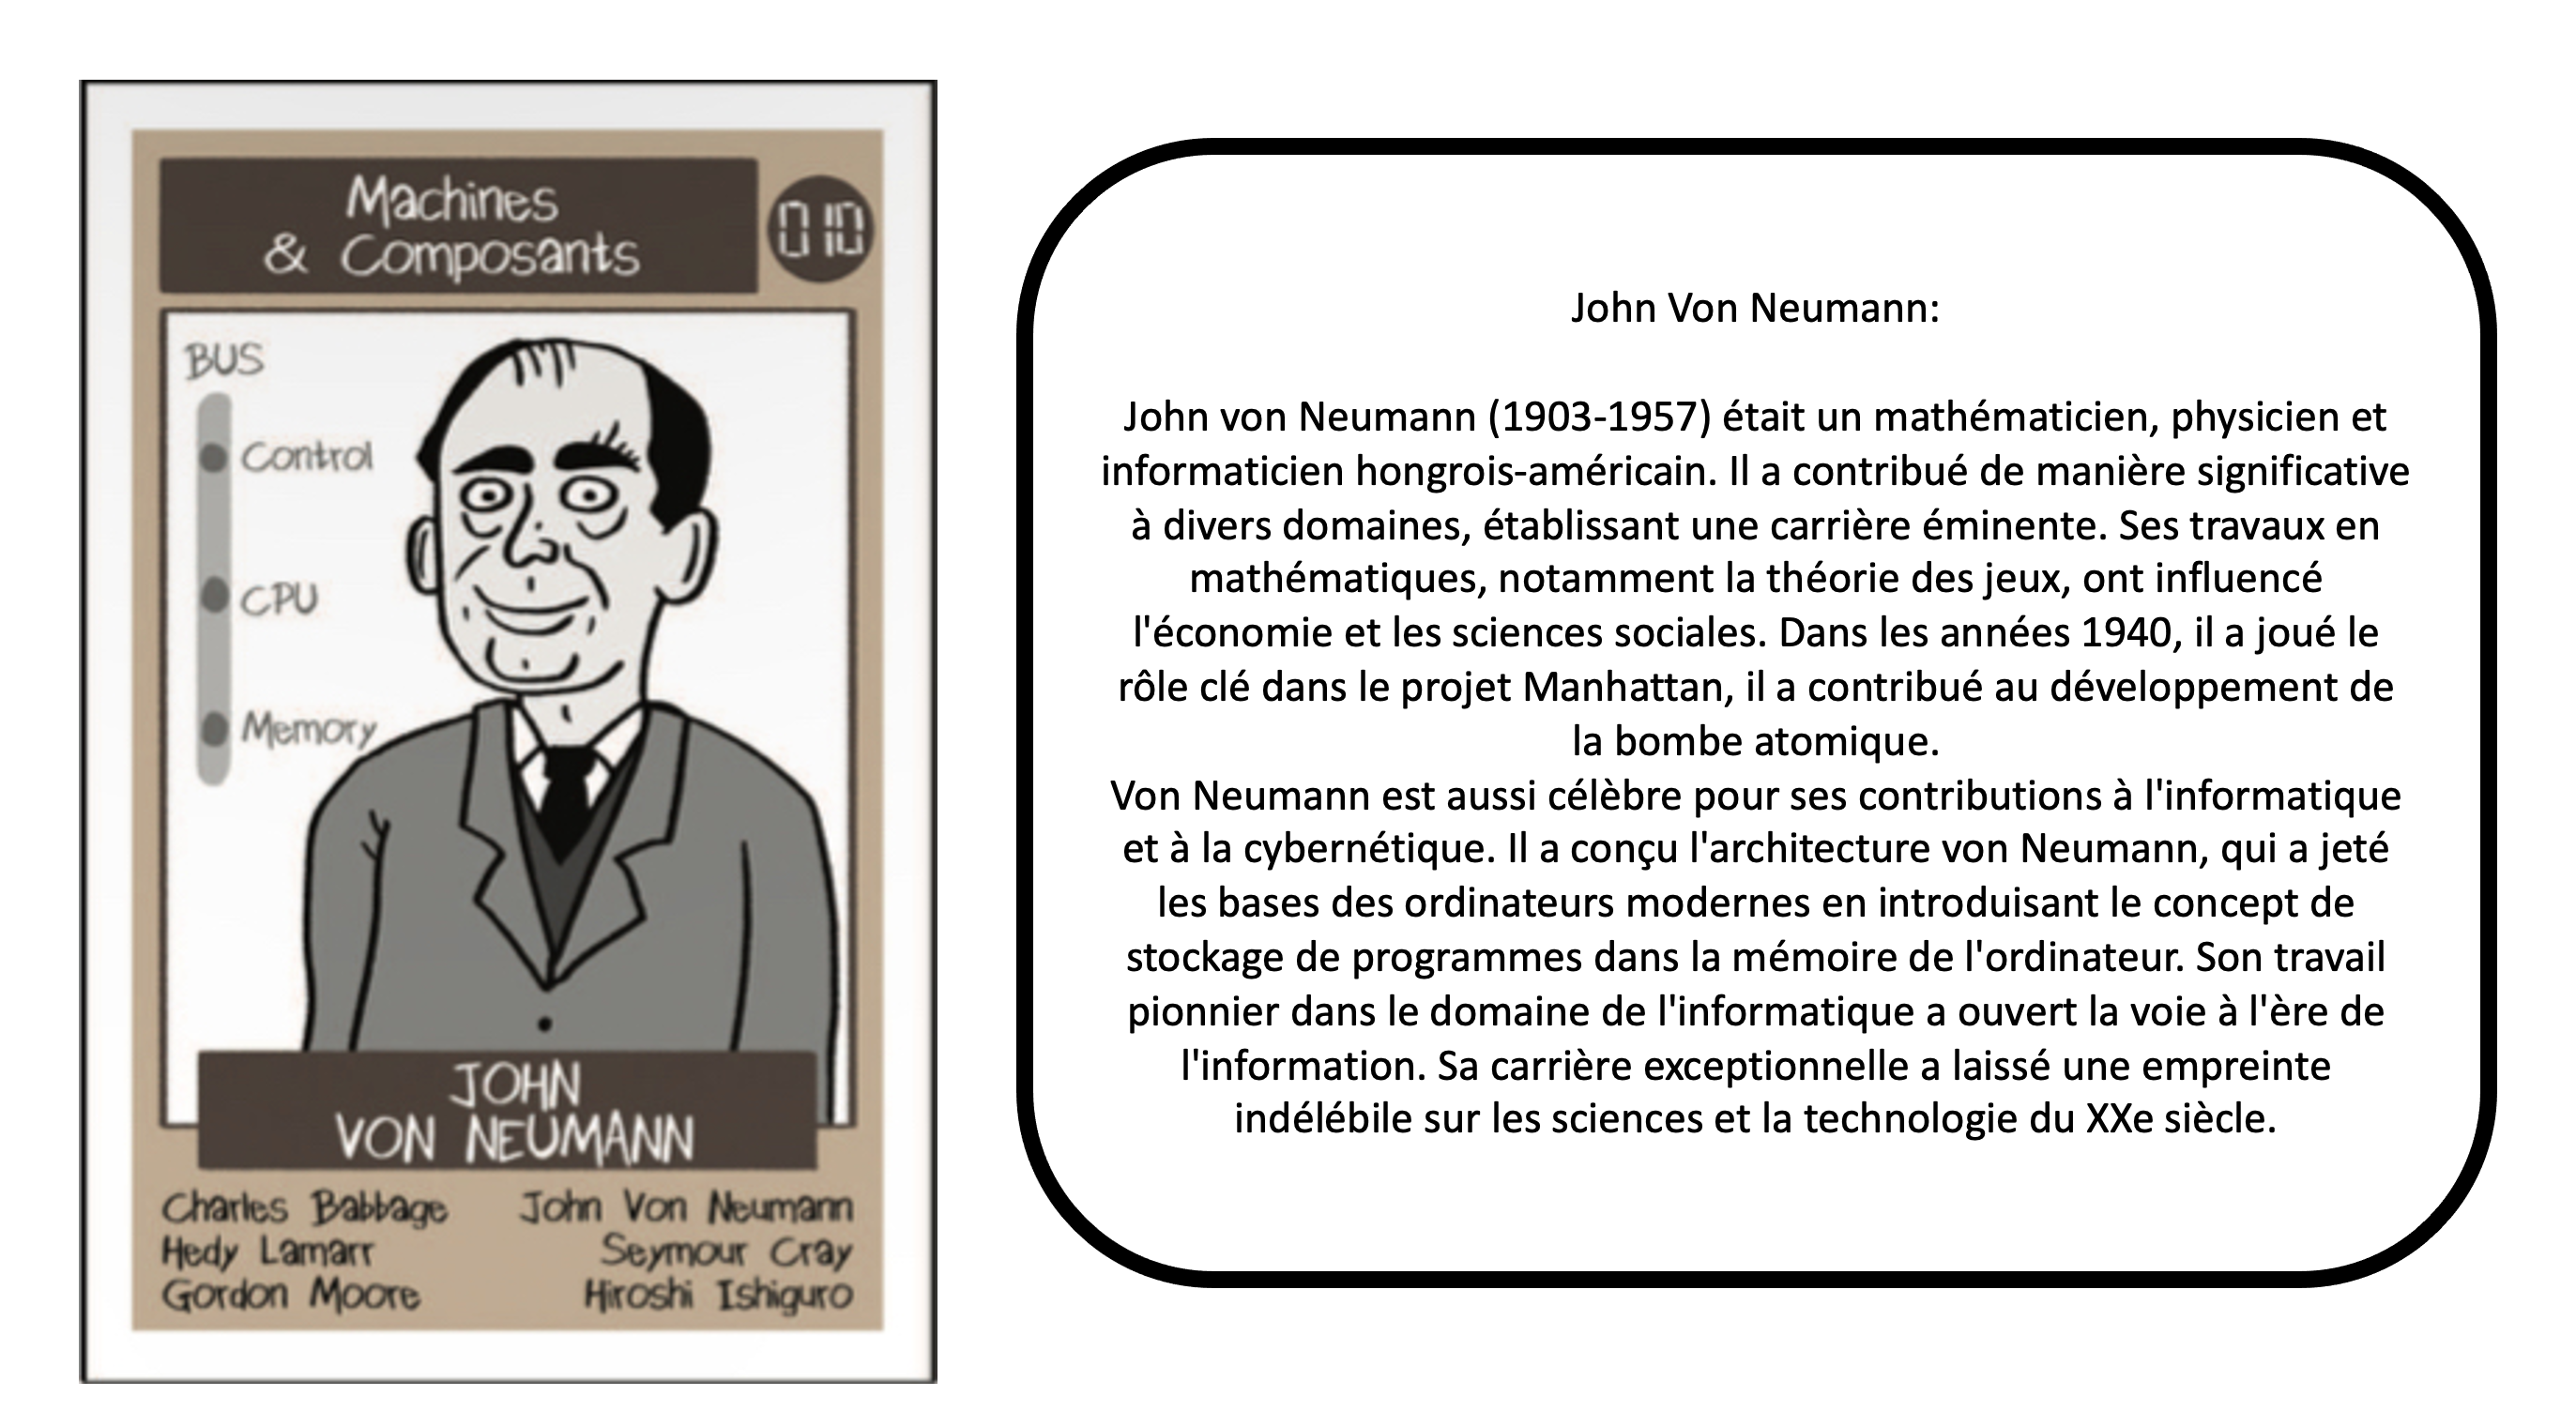 Machines
& Composants
010
BUS
Control
CPU
Memory
JOHN
VON NEUMANN
Charles Babbage
John Von Neumann
Hedy Lamarr
Seymour Cray
Gordon Moore
Hiroshi Ishiguro
John Von Neumann:
John von Neumann (1903-1957) était un mathématicien, physicien et
informaticien hongrois-américain. Il a contribué de manière significative
à divers domaines, établissant une carrière éminente. Ses travaux en
mathématiques, notamment la théorie des jeux, ont influencé
l'économie et les sciences sociales. Dans les années 1940, il a joué le
rôle clé dans le projet Manhattan, il a contribué au développement de
la bombe atomique.
Von Neumann est aussi célèbre pour ses contributions à l'informatique
et à la cybernétique. Il a conçu l'architecture von Neumann, qui a jeté
les bases des ordinateurs modernes en introduisant le concept de
stockage de programmes dans la mémoire de l'ordinateur. Son travail
pionnier dans le domaine de l'informatique a ouvert la voie à l'ère de
l'information. Sa carrière exceptionnelle a laissé une empreinte
indélébile sur les sciences et la technologie du XXe siècle.